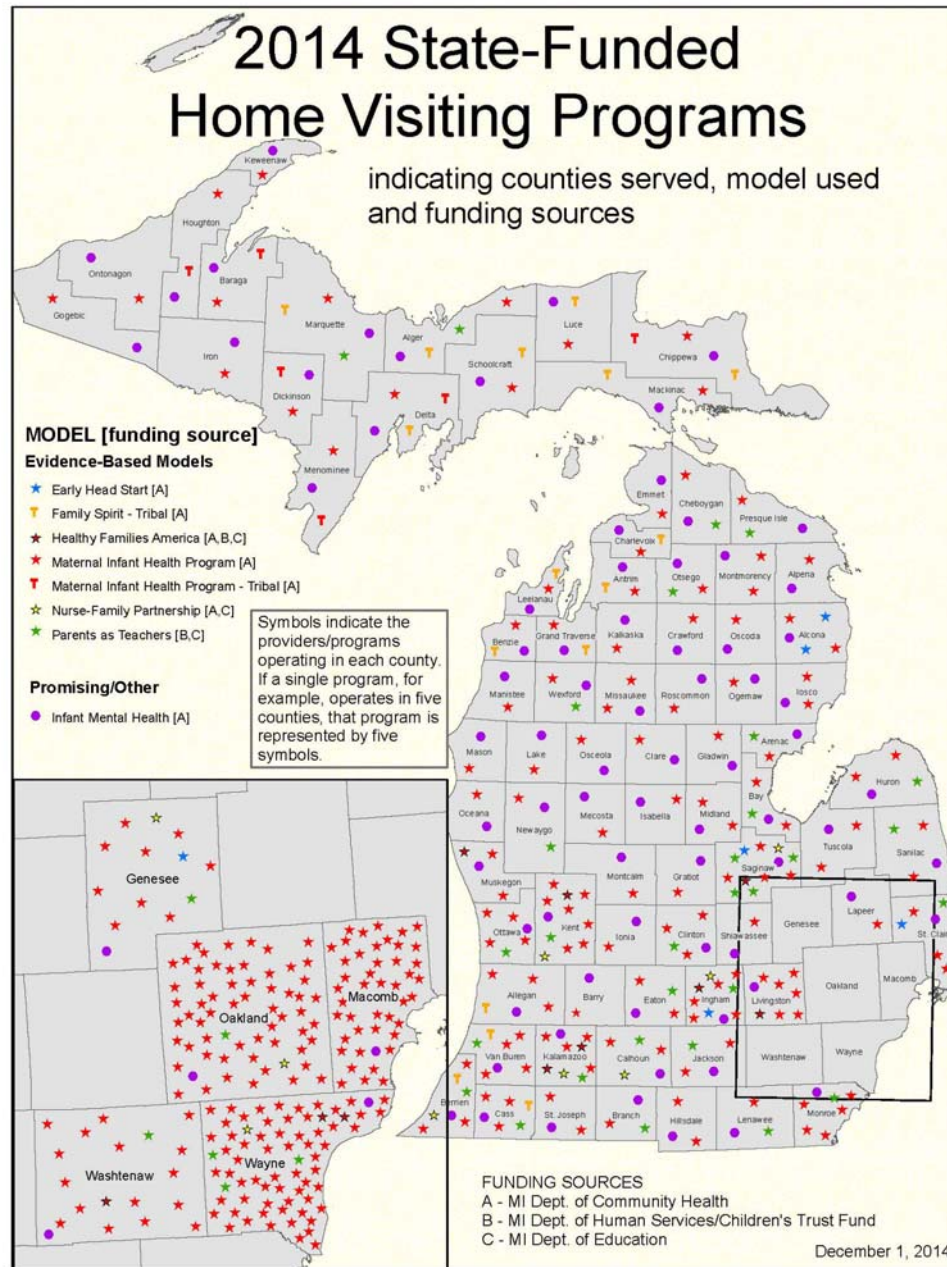 2014 State-Funded
Home Visiting Programs
indicating counties served, model used
and funding sources
Keweenaw
Houghton
Ontonagon
Baraga
Gogebic
Marquette
Alger
Luce
Iron
Schoolcraft
Chippewa
Mackinac
Dickinson
Delta
Menominee
MODEL [funding source]
Evidence-Based Models
Early Head Start [A]
Family Spirit - Tribal [A]
Healthy Families America [A,B,C]
Maternal Infant Health Program [A]
Maternal Infant Health Program - Tribal [A]
Nurse-Family Partnership [A,C]
Parents as Teachers [B,C]
Promising/Other
Infant Mental Health [A]
Symbols indicate the
providers/programs
operating in each county.
If a single program, for
example, operates in five
counties, that program is
represented by five
symbols.
Emmet
Cheboygan
Presque Isle
Charlevoix
Antrim
Otsego
Montmorency
Alpena
Leelanau
Benzie
Grand Traverse
Kalkaska
Crawford
Oscoda
Alcona
Manistee
Wexford
Missaukee
Roscommon
Ogemaw
Iosco
Mason
Lake
Osceola
Clare
Gladwin
Arenac
Huron
Oceana
Newaygo
Mecosta
Isabella
Midland
Bay
Tuscola
Sanilac
Muskegon
Montcalm
Gratiot
Saginaw
Ottawa
Kent
Ionia
Clinton
Shiawassee
Genesee
Lapeer
St. Clair
Allegan
Barry
Eaton
Ingham
Livingston
Oakland
Macomb
Van Buren
Kalamazoo
Calhoun
Jackson
Washtenaw
Wayne
Berrien
Cass
St. Joseph
Branch
Hillsdale
Lenawee
Monroe
Genesee
Oakland
Macomb
Washtenaw
Wayne
FUNDING SOURCES
A - MI Dept. of Community Health
B - MI Dept. of Human Services/Children's Trust Fund
C - MI Dept. of Education
December 1, 2014